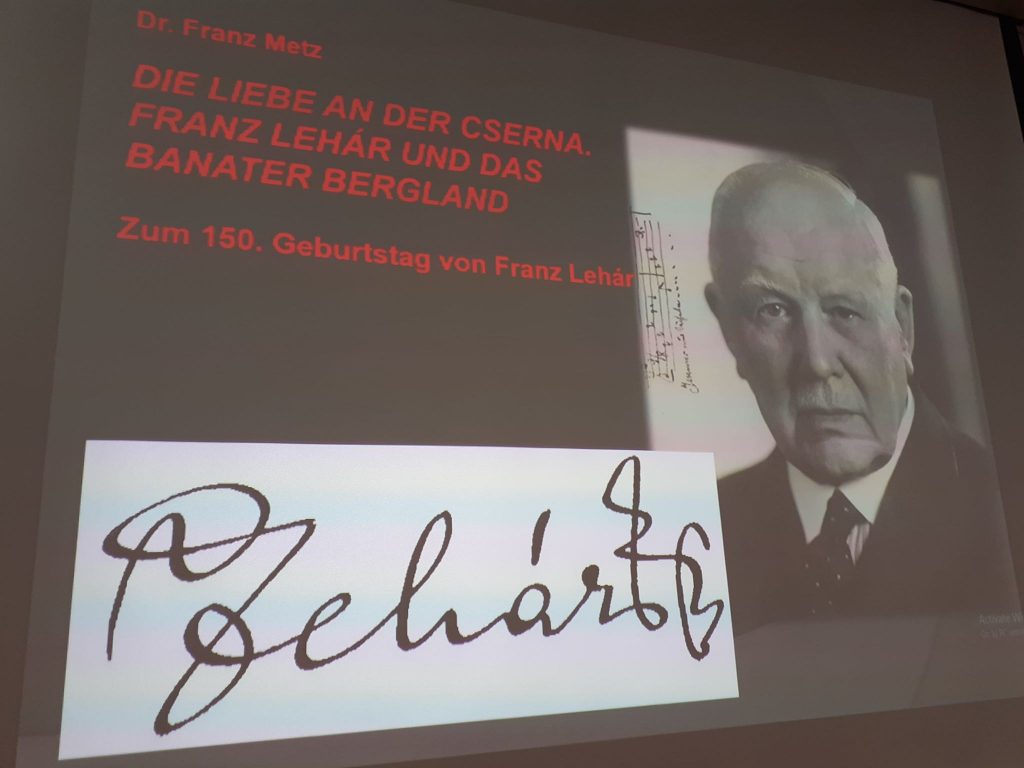 Dr. Franz Metz
DIE LIEBE AN DER CSERNA.
FRANZ LEHÁR UND DAS
BANATER BERGLAND
Zum 150. Geburtstag von Franz Lehár
Lehár